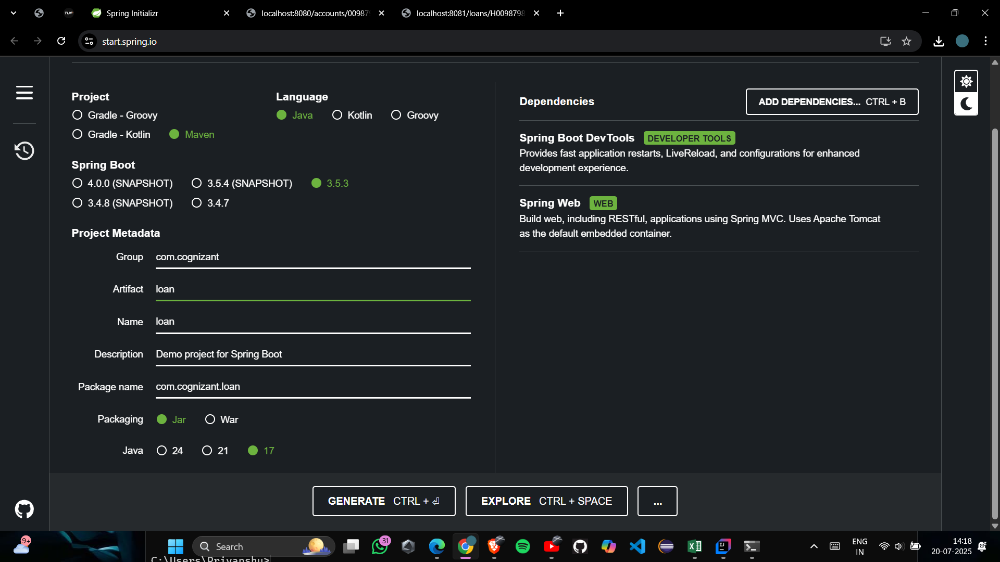 Spring Initializr
localhost:8080/accounts/00987
localhost:8081/loans/H0098798
start.spring.io
Project
Gradle - Groovy
Gradle - Kotlin
Maven
Language
Java
Kotlin
Groovy
Spring Boot
4.0.0 (SNAPSHOT)
3.5.4 (SNAPSHOT)
3.5.3
3.4.8 (SNAPSHOT)
3.4.7
Project Metadata
Group
com.cognizant
Artifact
loan
Name
loan
Description
Demo project for Spring Boot
Package name
com.cognizant.loan
Packaging
Jar
War
Java
24
21
17
Dependencies
ADD DEPENDENCIES... CTRL + B
Spring Boot DevTools
DEVELOPER TOOLS
Provides fast application restarts, LiveReload, and configurations for enhanced
development experience.
Spring Web
WEB
Build web, including RESTful, applications using Spring MVC. Uses Apache Tomcat
as the default embedded container.
GENERATE CTRL + ⏎
EXPLORE CTRL + SPACE
...
9+
Search
31
ENG
IN
14:18
20-07-2025
C:\Users\Priyanshu>